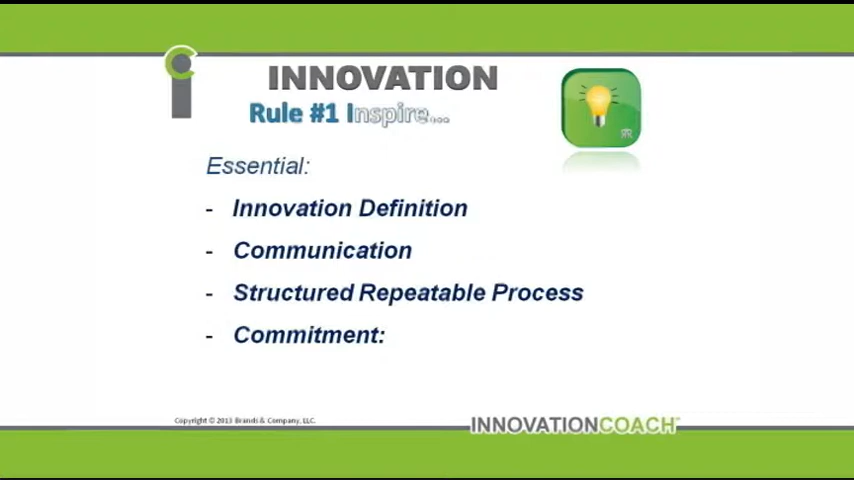 INNOVATION
Rule #1 Inspire...
Essential:
- Innovation Definition
- Communication
- Structured Repeatable Process
- Commitment:
Copyright © 2013 Brands & Company, LLC.
INNOVATIONCOACH